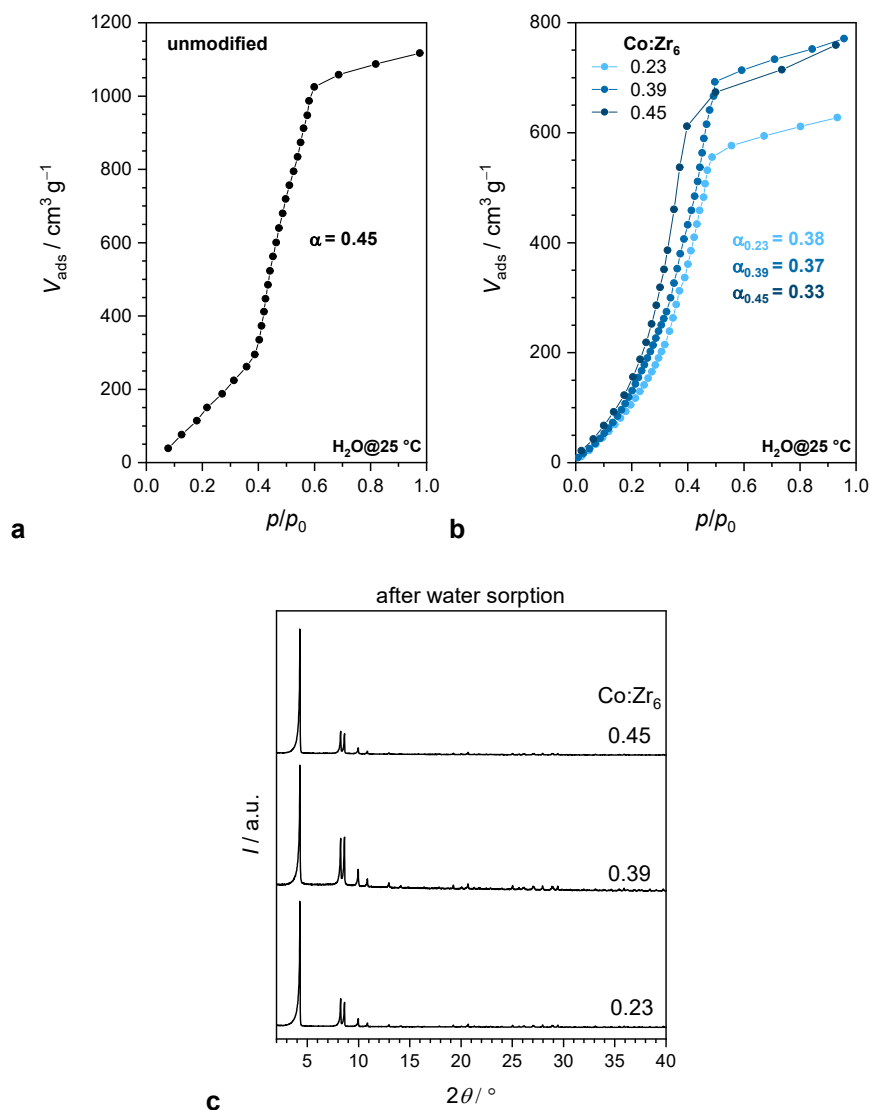 unmodified
1200
1000
800
600
400
200
0
V_ads / cm³ g⁻¹
α = 0.45
H₂O@25 °C
0.0 0.2 0.4 0.6 0.8 1.0
p/p₀
a
Co:Zr₆
0.23
0.39
0.45
800
600
400
200
0
V_ads / cm³ g⁻¹
α₀.₂₃ = 0.38
α₀.₃₉ = 0.37
α₀.₄₅ = 0.33
H₂O@25 °C
0.0 0.2 0.4 0.6 0.8 1.0
p/p₀
b
after water sorption
Co:Zr₆
0.45
0.39
0.23
I / a.u.
5 10 15 20 25 30 35 40
2θ / °
c